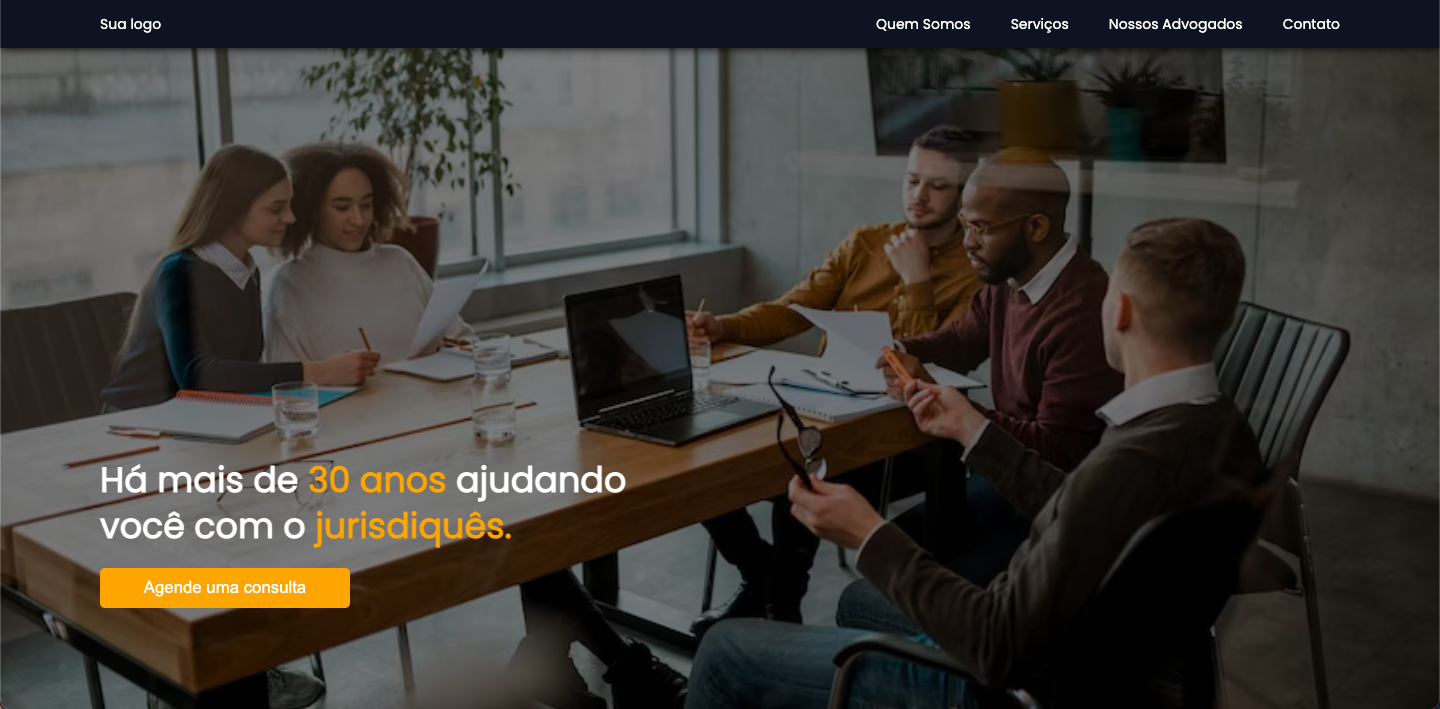 Sua logo
Quem Somos
Serviços
Nossos Advogados
Contato
Há mais de 30 anos ajudando
você com o jurisdiquês.
Agende uma consulta